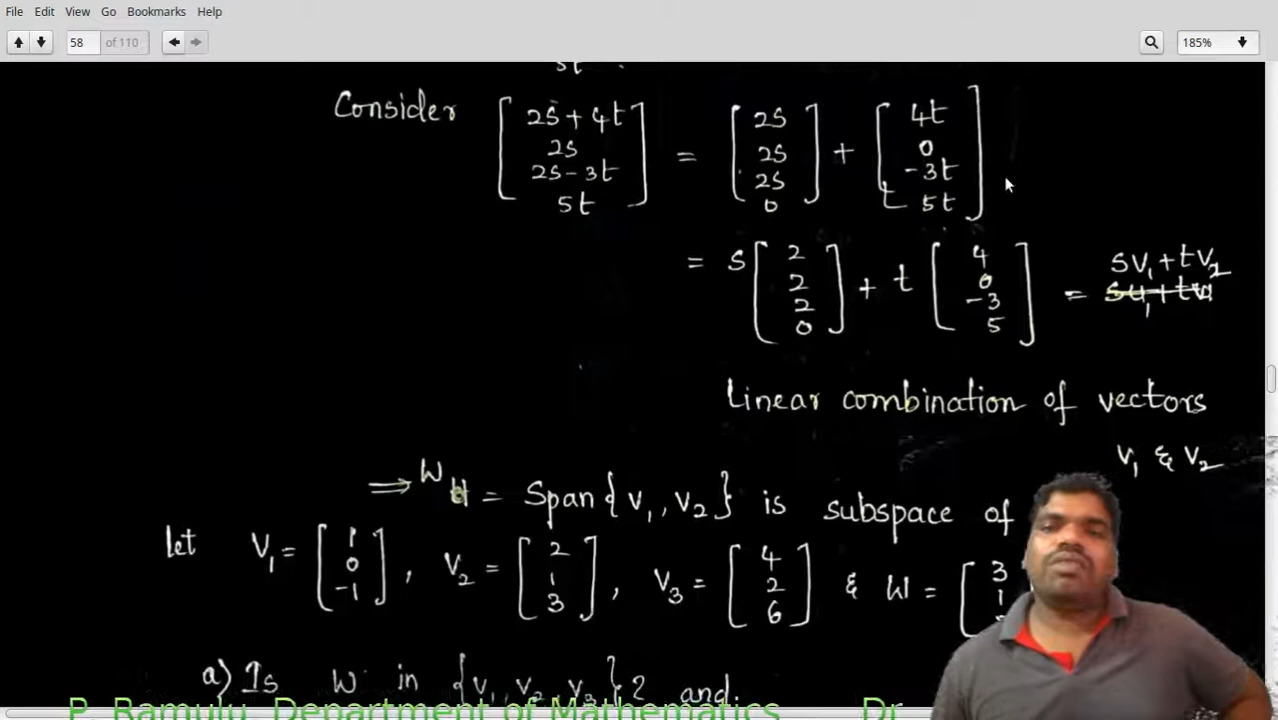 File Edit View Go Bookmarks Help
58 of 110 185%
st
Consider [2s + 4t 2s 2s - 3t 5t] = [2s 2s 2s 0] + [4t 0 -3t 5t]
= s [2 2 2 0] + t [4 0 -3 5] = sv₁ + tv₂
Linear combination of vectors
v₁ & v₂
⇒ W = Span {v₁, v₂} is subspace of
let v₁ = [1 0 -1], v₂ = [2 1 3], v₃ = [4 2 6] & W = [3 1
a) Is W in {v₁, v₂, v₃}? and
P. Ramulu, Department of Mathematics Dr